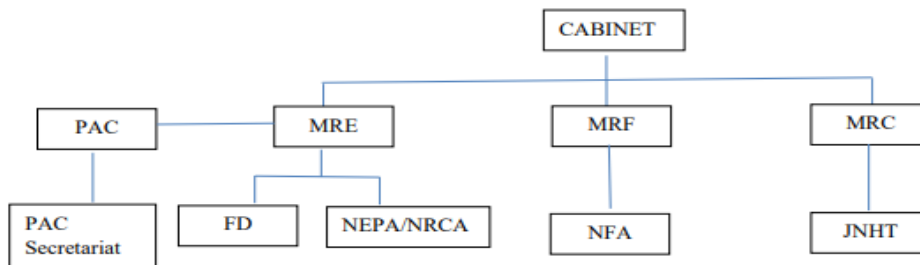 CABINET
PAC
MRE
MRF
MRC
PAC
Secretariat
FD
NEPA/NRCA
NFA
JNHT